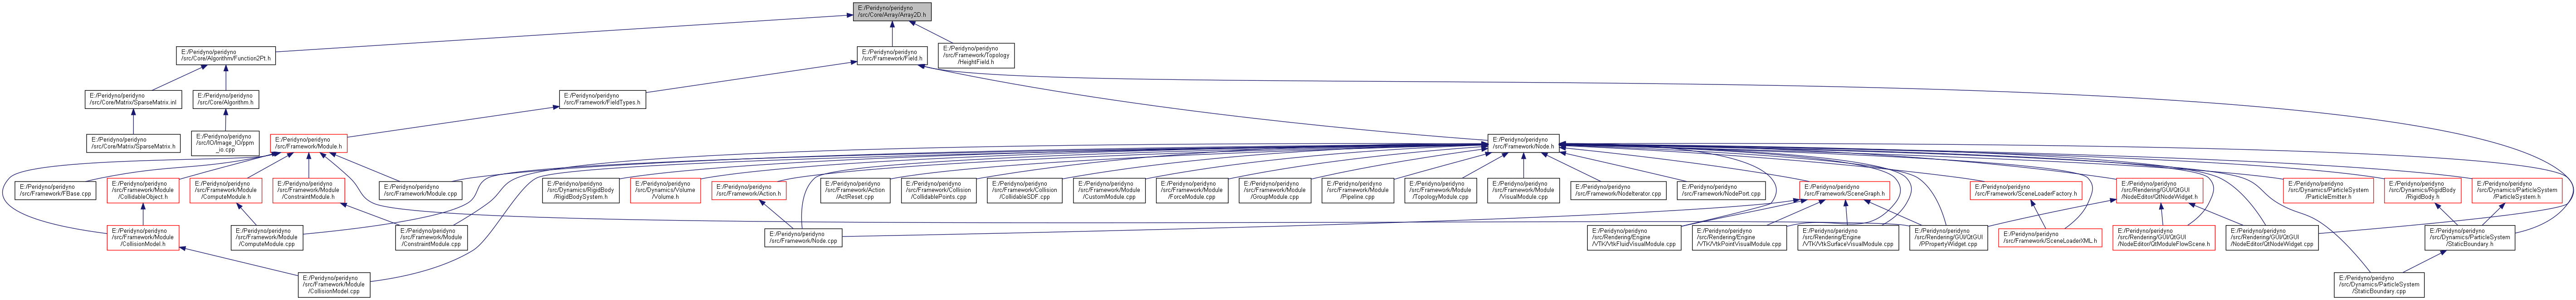 E:/Peridyno/peridyno
/src/Core/Array/Array2D.h
E:/Peridyno/peridyno
/src/Core/Algorithm/Function2Pt.h
E:/Peridyno/peridyno
/src/Framework/Field.h
E:/Peridyno/peridyno
/src/Framework/Topology
/HeightField.h
E:/Peridyno/peridyno
/src/Core/Matrix/SparseMatrix.inl
E:/Peridyno/peridyno
/src/Core/Algorithm.h
E:/Peridyno/peridyno
/src/Framework/FieldTypes.h
E:/Peridyno/peridyno
/src/Core/Matrix/SparseMatrix.h
E:/Peridyno/peridyno
/src/IO/Image_IO/ppm
_io.cpp
E:/Peridyno/peridyno
/src/Framework/Module.h
E:/Peridyno/peridyno
/src/Framework/Node.h
E:/Peridyno/peridyno
/src/Framework/FBase.cpp
E:/Peridyno/peridyno
/src/Framework/Module
/CollidableObject.h
E:/Peridyno/peridyno
/src/Framework/Module
/ComputeModule.h
E:/Peridyno/peridyno
/src/Framework/Module
/ConstraintModule.h
E:/Peridyno/peridyno
/src/Framework/Module.cpp
E:/Peridyno/peridyno
/src/Dynamics/RigidBody
/RigidBodySystem.h
E:/Peridyno/peridyno
/src/Dynamics/Volume
/Volume.h
E:/Peridyno/peridyno
/src/Framework/Action.h
E:/Peridyno/peridyno
/src/Framework/Action
/ActReset.cpp
E:/Peridyno/peridyno
/src/Framework/Collision
/CollidablePoints.cpp
E:/Peridyno/peridyno
/src/Framework/Collision
/CollidableSDF.cpp
E:/Peridyno/peridyno
/src/Framework/Module
/CustomModule.cpp
E:/Peridyno/peridyno
/src/Framework/Module
/ForceModule.cpp
E:/Peridyno/peridyno
/src/Framework/Module
/GroupModule.cpp
E:/Peridyno/peridyno
/src/Framework/Module
/Pipeline.cpp
E:/Peridyno/peridyno
/src/Framework/Module
/TopologyModule.cpp
E:/Peridyno/peridyno
/src/Framework/Module
/VisualModule.cpp
E:/Peridyno/peridyno
/src/Framework/NodeIterator.cpp
E:/Peridyno/peridyno
/src/Framework/NodePort.cpp
E:/Peridyno/peridyno
/src/Framework/SceneGraph.h
E:/Peridyno/peridyno
/src/Framework/SceneLoaderFactory.h
E:/Peridyno/peridyno
/src/Rendering/GUI/QtGUI
/NodeEditor/QtNodeWidget.h
E:/Peridyno/peridyno
/src/Dynamics/ParticleSystem
/ParticleEmitter.h
E:/Peridyno/peridyno
/src/Dynamics/RigidBody
/RigidBody.h
E:/Peridyno/peridyno
/src/Dynamics/ParticleSystem
/ParticleSystem.h
E:/Peridyno/peridyno
/src/Framework/Module
/CollisionModel.h
E:/Peridyno/peridyno
/src/Framework/Module
/ComputeModule.cpp
E:/Peridyno/peridyno
/src/Framework/Module
/ConstraintModule.cpp
E:/Peridyno/peridyno
/src/Framework/Node.cpp
E:/Peridyno/peridyno
/src/Rendering/Engine
/VTK/VtkFluidVisualModule.cpp
E:/Peridyno/peridyno
/src/Rendering/Engine
/VTK/VtkPointVisualModule.cpp
E:/Peridyno/peridyno
/src/Rendering/Engine
/VTK/VtkSurfaceVisualModule.cpp
E:/Peridyno/peridyno
/src/Rendering/GUI/QtGUI
/PPropertyWidget.cpp
E:/Peridyno/peridyno
/src/Framework/SceneLoaderXML.h
E:/Peridyno/peridyno
/src/Rendering/GUI/QtGUI
/NodeEditor/QtModuleFlowScene.h
E:/Peridyno/peridyno
/src/Rendering/GUI/QtGUI
/NodeEditor/QtNodeWidget.cpp
E:/Peridyno/peridyno
/src/Dynamics/ParticleSystem
/StaticBoundary.h
E:/Peridyno/peridyno
/src/Framework/Module
/CollisionModel.cpp
E:/Peridyno/peridyno
/src/Dynamics/ParticleSystem
/StaticBoundary.cpp